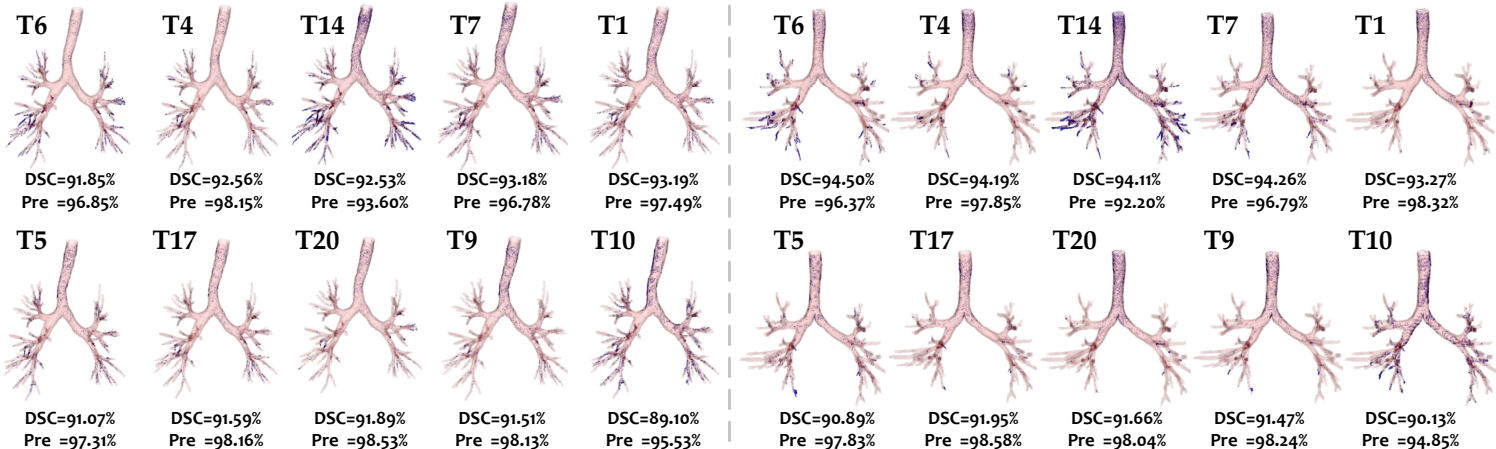 T6 T4 T14 T7 T1 T6 T4 T14 T7 T1
DSC=91.85% DSC=92.56% DSC=92.53% DSC=93.18% DSC=93.19% DSC=94.50% DSC=94.19% DSC=94.11% DSC=94.26% DSC=93.27%
Pre =96.85% Pre =98.15% Pre =93.60% Pre =96.78% Pre =97.49% Pre =96.37% Pre =97.85% Pre =92.20% Pre =96.79% Pre =98.32%
T5 T17 T20 T9 T10 T5 T17 T20 T9 T10
DSC=91.07% DSC=91.59% DSC=91.89% DSC=91.51% DSC=89.10% DSC=90.89% DSC=91.95% DSC=91.66% DSC=91.47% DSC=90.13%
Pre =97.31% Pre =98.16% Pre =98.53% Pre =98.13% Pre =95.53% Pre =97.83% Pre =98.58% Pre =98.04% Pre =98.24% Pre =94.85%